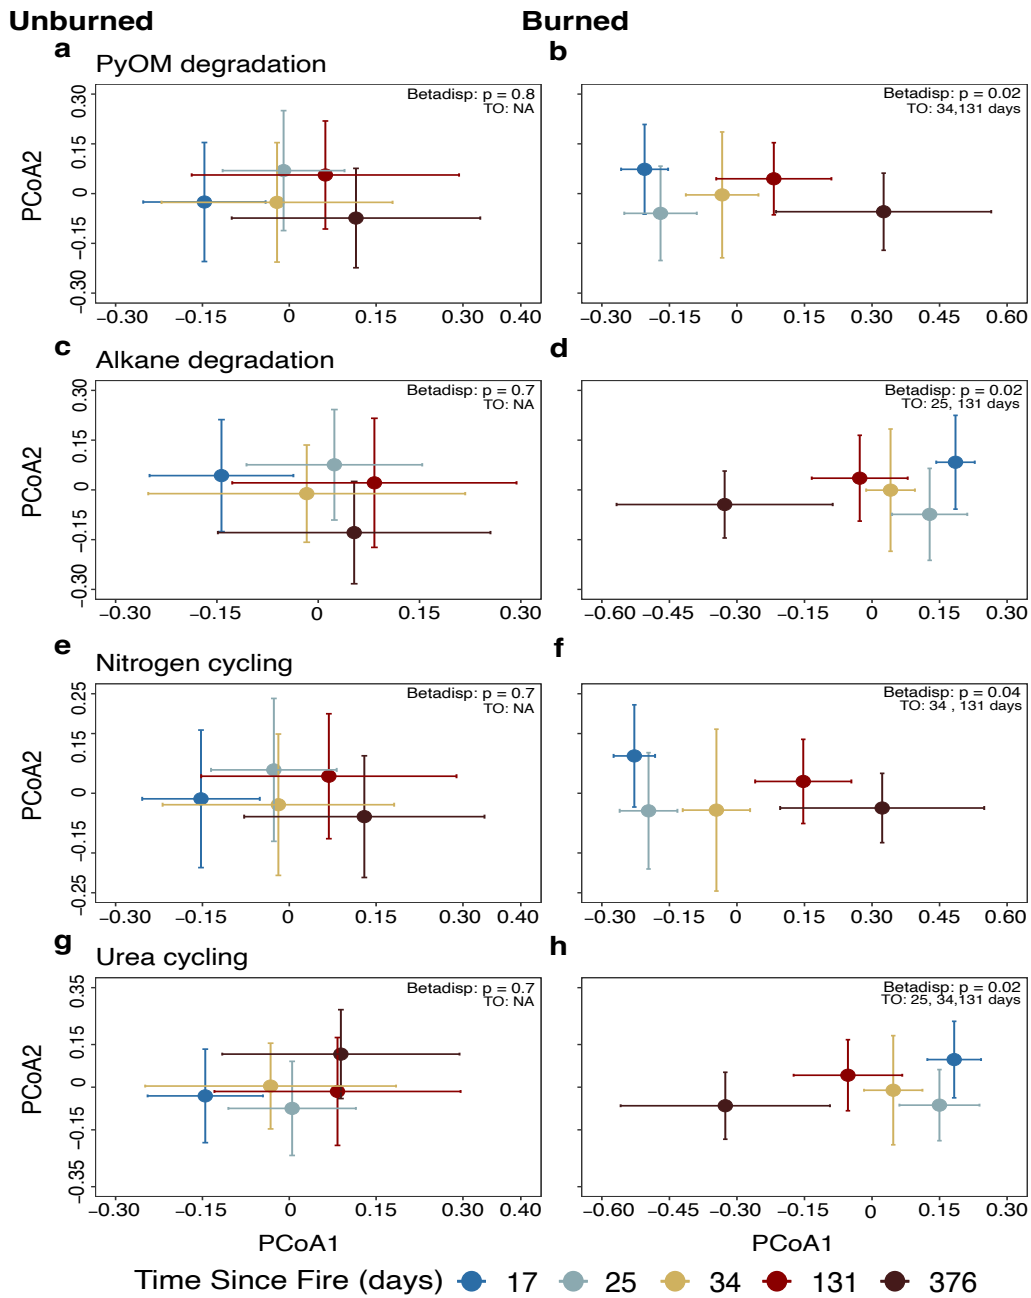 Unburned Burned
a b
PyOM degradation
Betadisp: p = 0.8
TO: NA
Betadisp: p = 0.02
TO: 34,131 days
PCoA2
0.30
0.15
0
−0.15
−0.30
−0.30 −0.15 0 0.15 0.30 0.40
−0.30 −0.15 0 0.15 0.30 0.45 0.60
c d
Alkane degradation
Betadisp: p = 0.7
TO: NA
Betadisp: p = 0.02
TO: 25, 131 days
PCoA2
0.30
0.15
0
−0.15
−0.30
−0.30 −0.15 0 0.15 0.30
−0.60 −0.45 −0.30 −0.15 0 0.15 0.30
e f
Nitrogen cycling
Betadisp: p = 0.7
TO: NA
Betadisp: p = 0.04
TO: 34 , 131 days
PCoA2
0.25
0.15
0
−0.15
−0.25
−0.30 −0.15 0 0.15 0.30 0.40
−0.30 −0.15 0 0.15 0.30 0.45 0.60
g h
Urea cycling
Betadisp: p = 0.7
TO: NA
Betadisp: p = 0.02
TO: 25, 34,131 days
PCoA2
0.35
0.15
0
−0.15
−0.35
−0.30 −0.15 0 0.15 0.30 0.40
−0.60 −0.45 −0.30 −0.15 0 0.15 0.30
PCoA1 PCoA1
Time Since Fire (days) 17 25 34 131 376